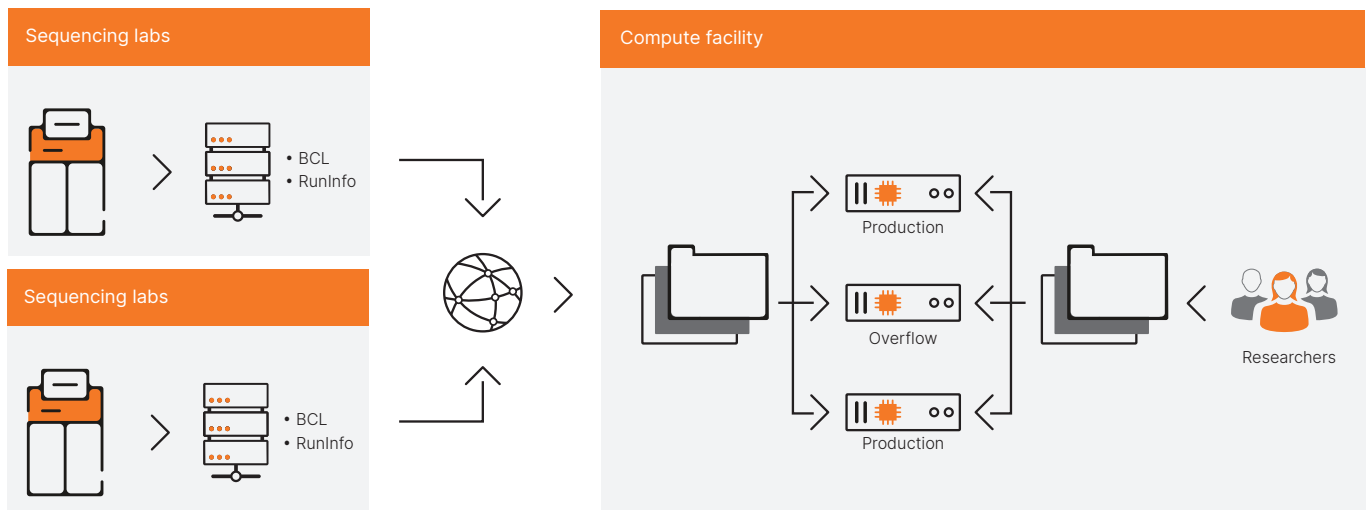 Sequencing labs
• BCL
• RunInfo
Sequencing labs
• BCL
• RunInfo
Compute facility
Production
Overflow
Production
Researchers